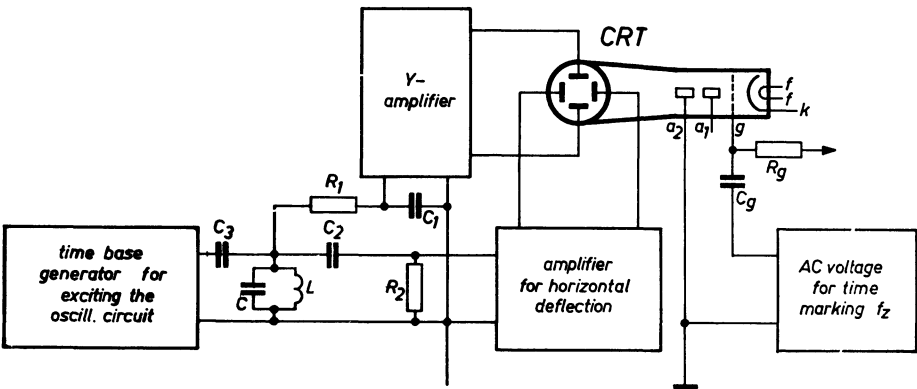 CRT
Y-
amplifier
f
f
k
a2
a1
g
Rg
Cg
R1
C1
C3
C2
time base
generator for
exciting the
oscill. circuit
C
L
R2
amplifier
for horizontal
deflection
AC voltage
for time
marking fz